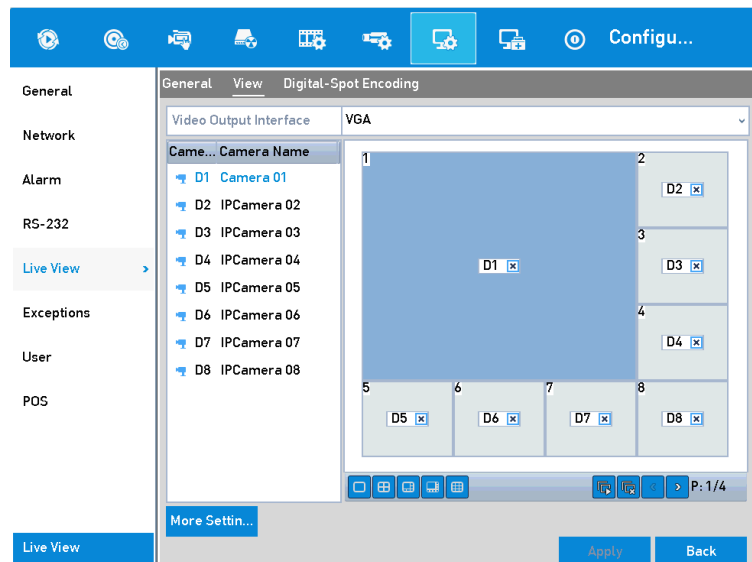 Configu...
General
Network
Alarm
RS-232
Live View
Exceptions
User
POS
Live View
General View Digital-Spot Encoding
Video Output Interface VGA
Came... Camera Name
D1 Camera 01
D2 IPCamera 02
D3 IPCamera 03
D4 IPCamera 04
D5 IPCamera 05
D6 IPCamera 06
D7 IPCamera 07
D8 IPCamera 08
1
D1
2
D2
3
D3
4
D4
5
D5
6
D6
7
D7
8
D8
P: 1/4
More Settin...
Apply
Back